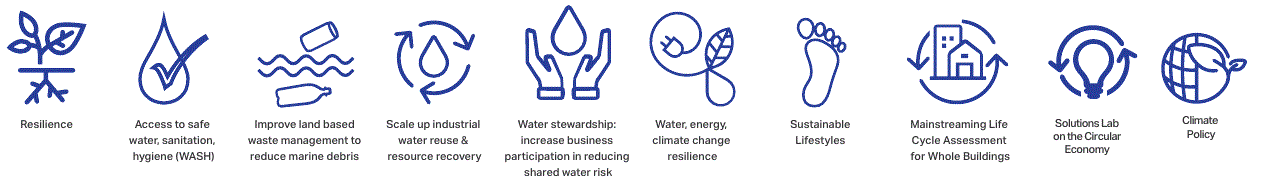 Resilience
Access to safe
water, sanitation,
hygiene (WASH)
Improve land based
waste management to
reduce marine debris
Scale up industrial
water reuse &
resource recovery
Water stewardship:
increase business
participation in reducing
shared water risk
Water, energy,
climate change
resilience
Sustainable
Lifestyles
Mainstreaming Life
Cycle Assessment
for Whole Buildings
Solutions Lab
on the Circular
Economy
Climate
Policy